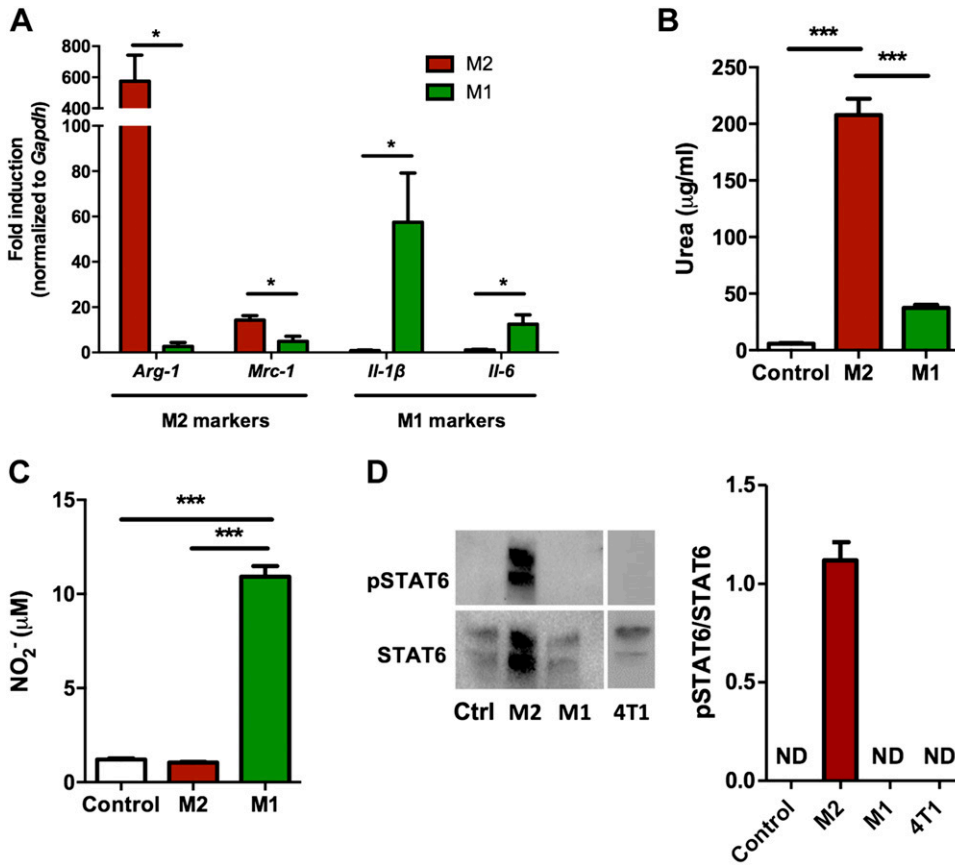 A
Fold induction
(normalized to Gapdh)
800
600
400
200
100
80
60
40
20
0
*
*
*
*
M2
M1
Arg-1
Mrc-1
Il-1β
Il-6
M2 markers
M1 markers
B
Urea (μg/ml)
250
200
150
100
50
0
***
***
Control
M2
M1
C
NO₂⁻ (μM)
15
10
5
0
***
***
Control
M2
M1
D
pSTAT6
STAT6
Ctrl
M2
M1
4T1
pSTAT6/STAT6
1.5
1.0
0.5
0.0
ND
ND
ND
Control
M2
M1
4T1